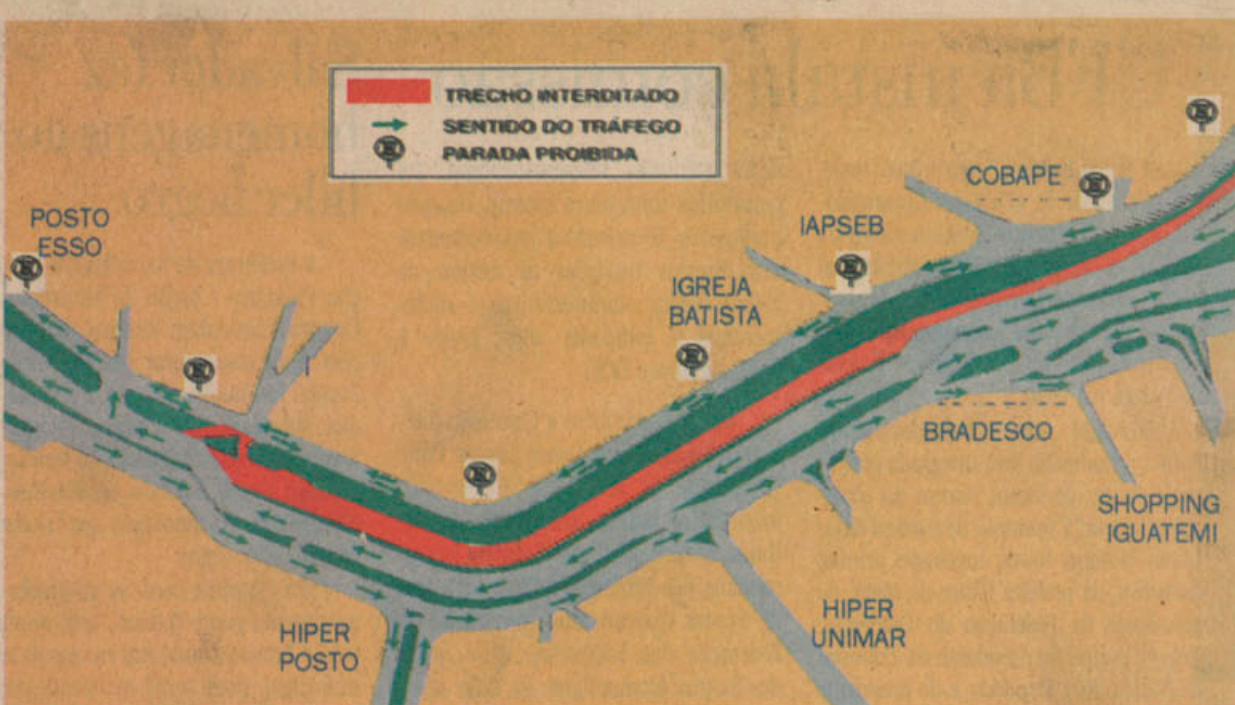 TRECHO INTERDITADO
SENTIDO DO TRÁFEGO
PARADA PROIBIDA
COBAPE
POSTO
ESSO
IAPSEB
IGREJA
BATISTA
BRADESCO
SHOPPING
IGUATEMI
HIPER
UNIMAR
HIPER
POSTO